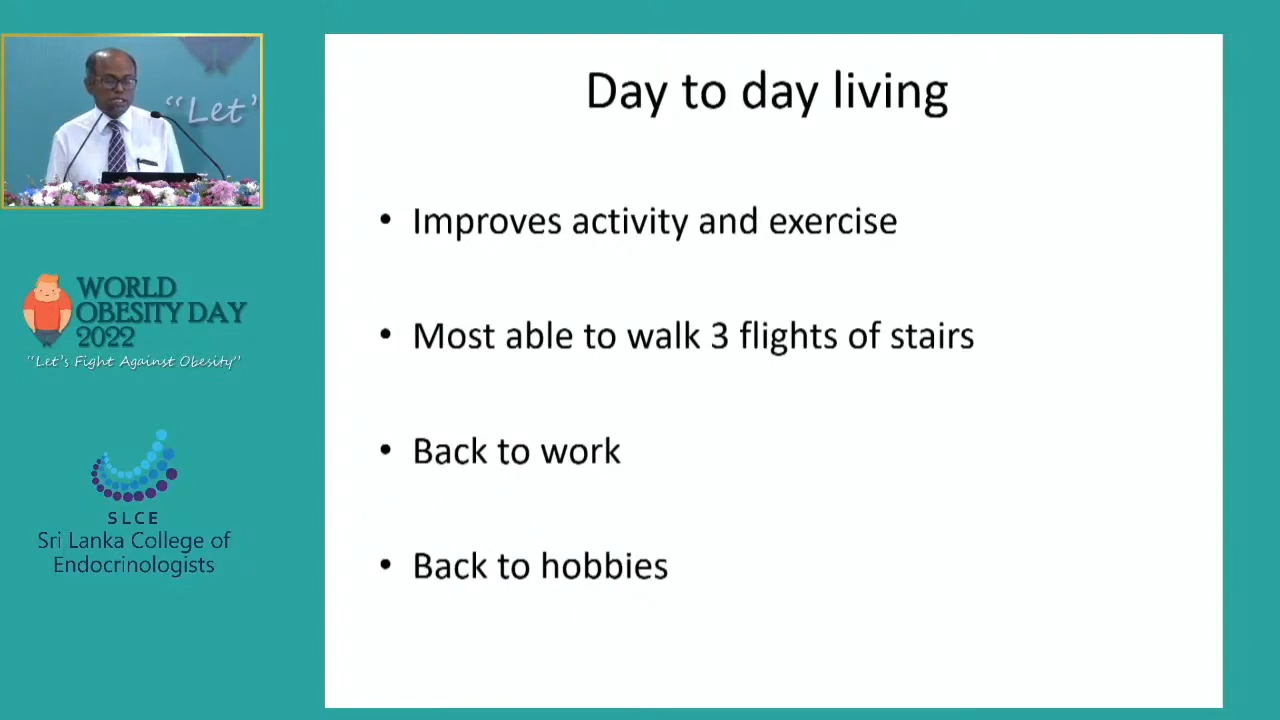 "Let'
WORLD
OBESITY DAY
2022
"Let's Fight Against Obesity"
SLCE
Sri Lanka College of
Endocrinologists
Day to day living
• Improves activity and exercise
• Most able to walk 3 flights of stairs
• Back to work
• Back to hobbies